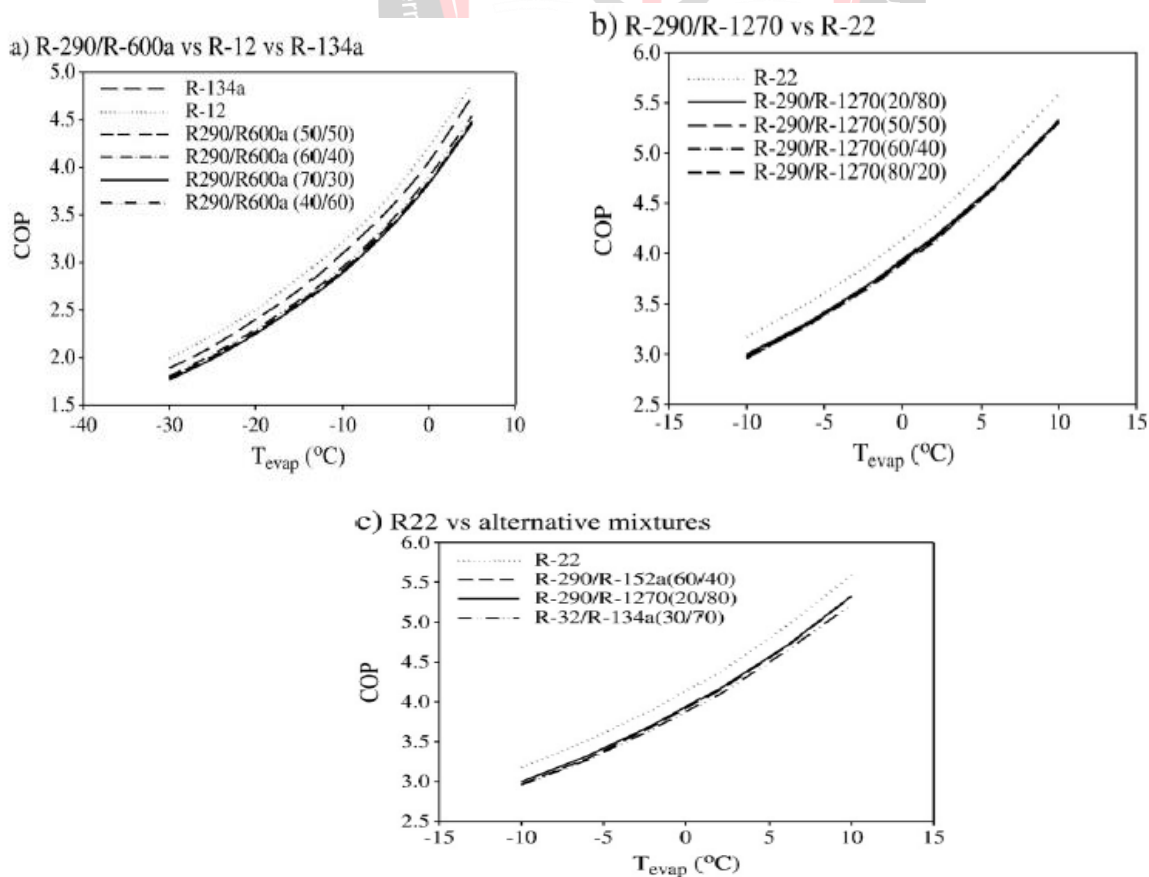 a) R-290/R-600a vs R-12 vs R-134a
5.0
4.5
4.0
3.5
3.0
2.5
2.0
1.5
COP
R-134a
R-12
R290/R600a (50/50)
R290/R600a (60/40)
R290/R600a (70/30)
R290/R600a (40/60)
-40
-30
-20
-10
0
10
Tevap (°C)
b) R-290/R-1270 vs R-22
6.0
5.5
5.0
4.5
4.0
3.5
3.0
2.5
COP
R-22
R-290/R-1270(20/80)
R-290/R-1270(50/50)
R-290/R-1270(60/40)
R-290/R-1270(80/20)
-15
-10
-5
0
5
10
15
Tevap (°C)
c) R22 vs alternative mixtures
6.0
5.5
5.0
4.5
4.0
3.5
3.0
2.5
COP
R-22
R-290/R-152a(60/40)
R-290/R-1270(20/80)
R-32/R-134a(30/70)
-15
-10
-5
0
5
10
15
Tevap (°C)